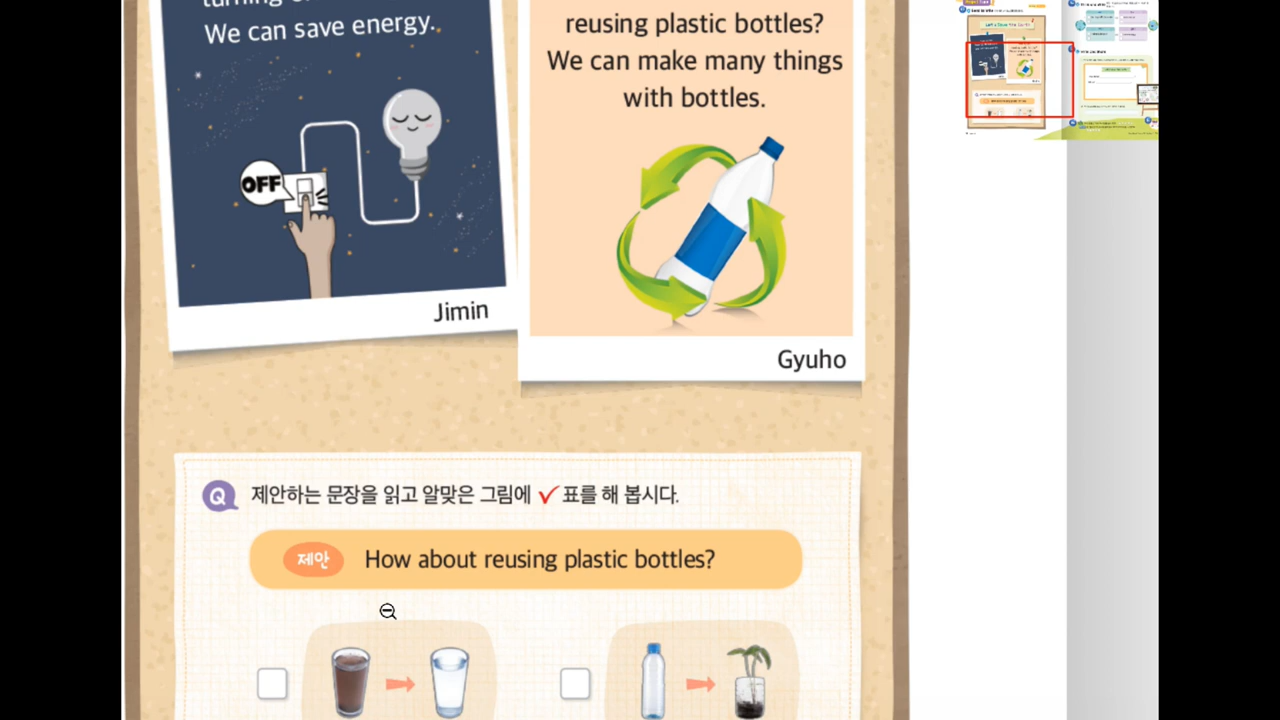 We can save energy.
OFF
Jimin
reusing plastic bottles?
We can make many things
with bottles.
Gyuho
Q 제안하는 문장을 읽고 알맞은 그림에 ✓표를 해 봅시다.
제안 How about reusing plastic bottles?